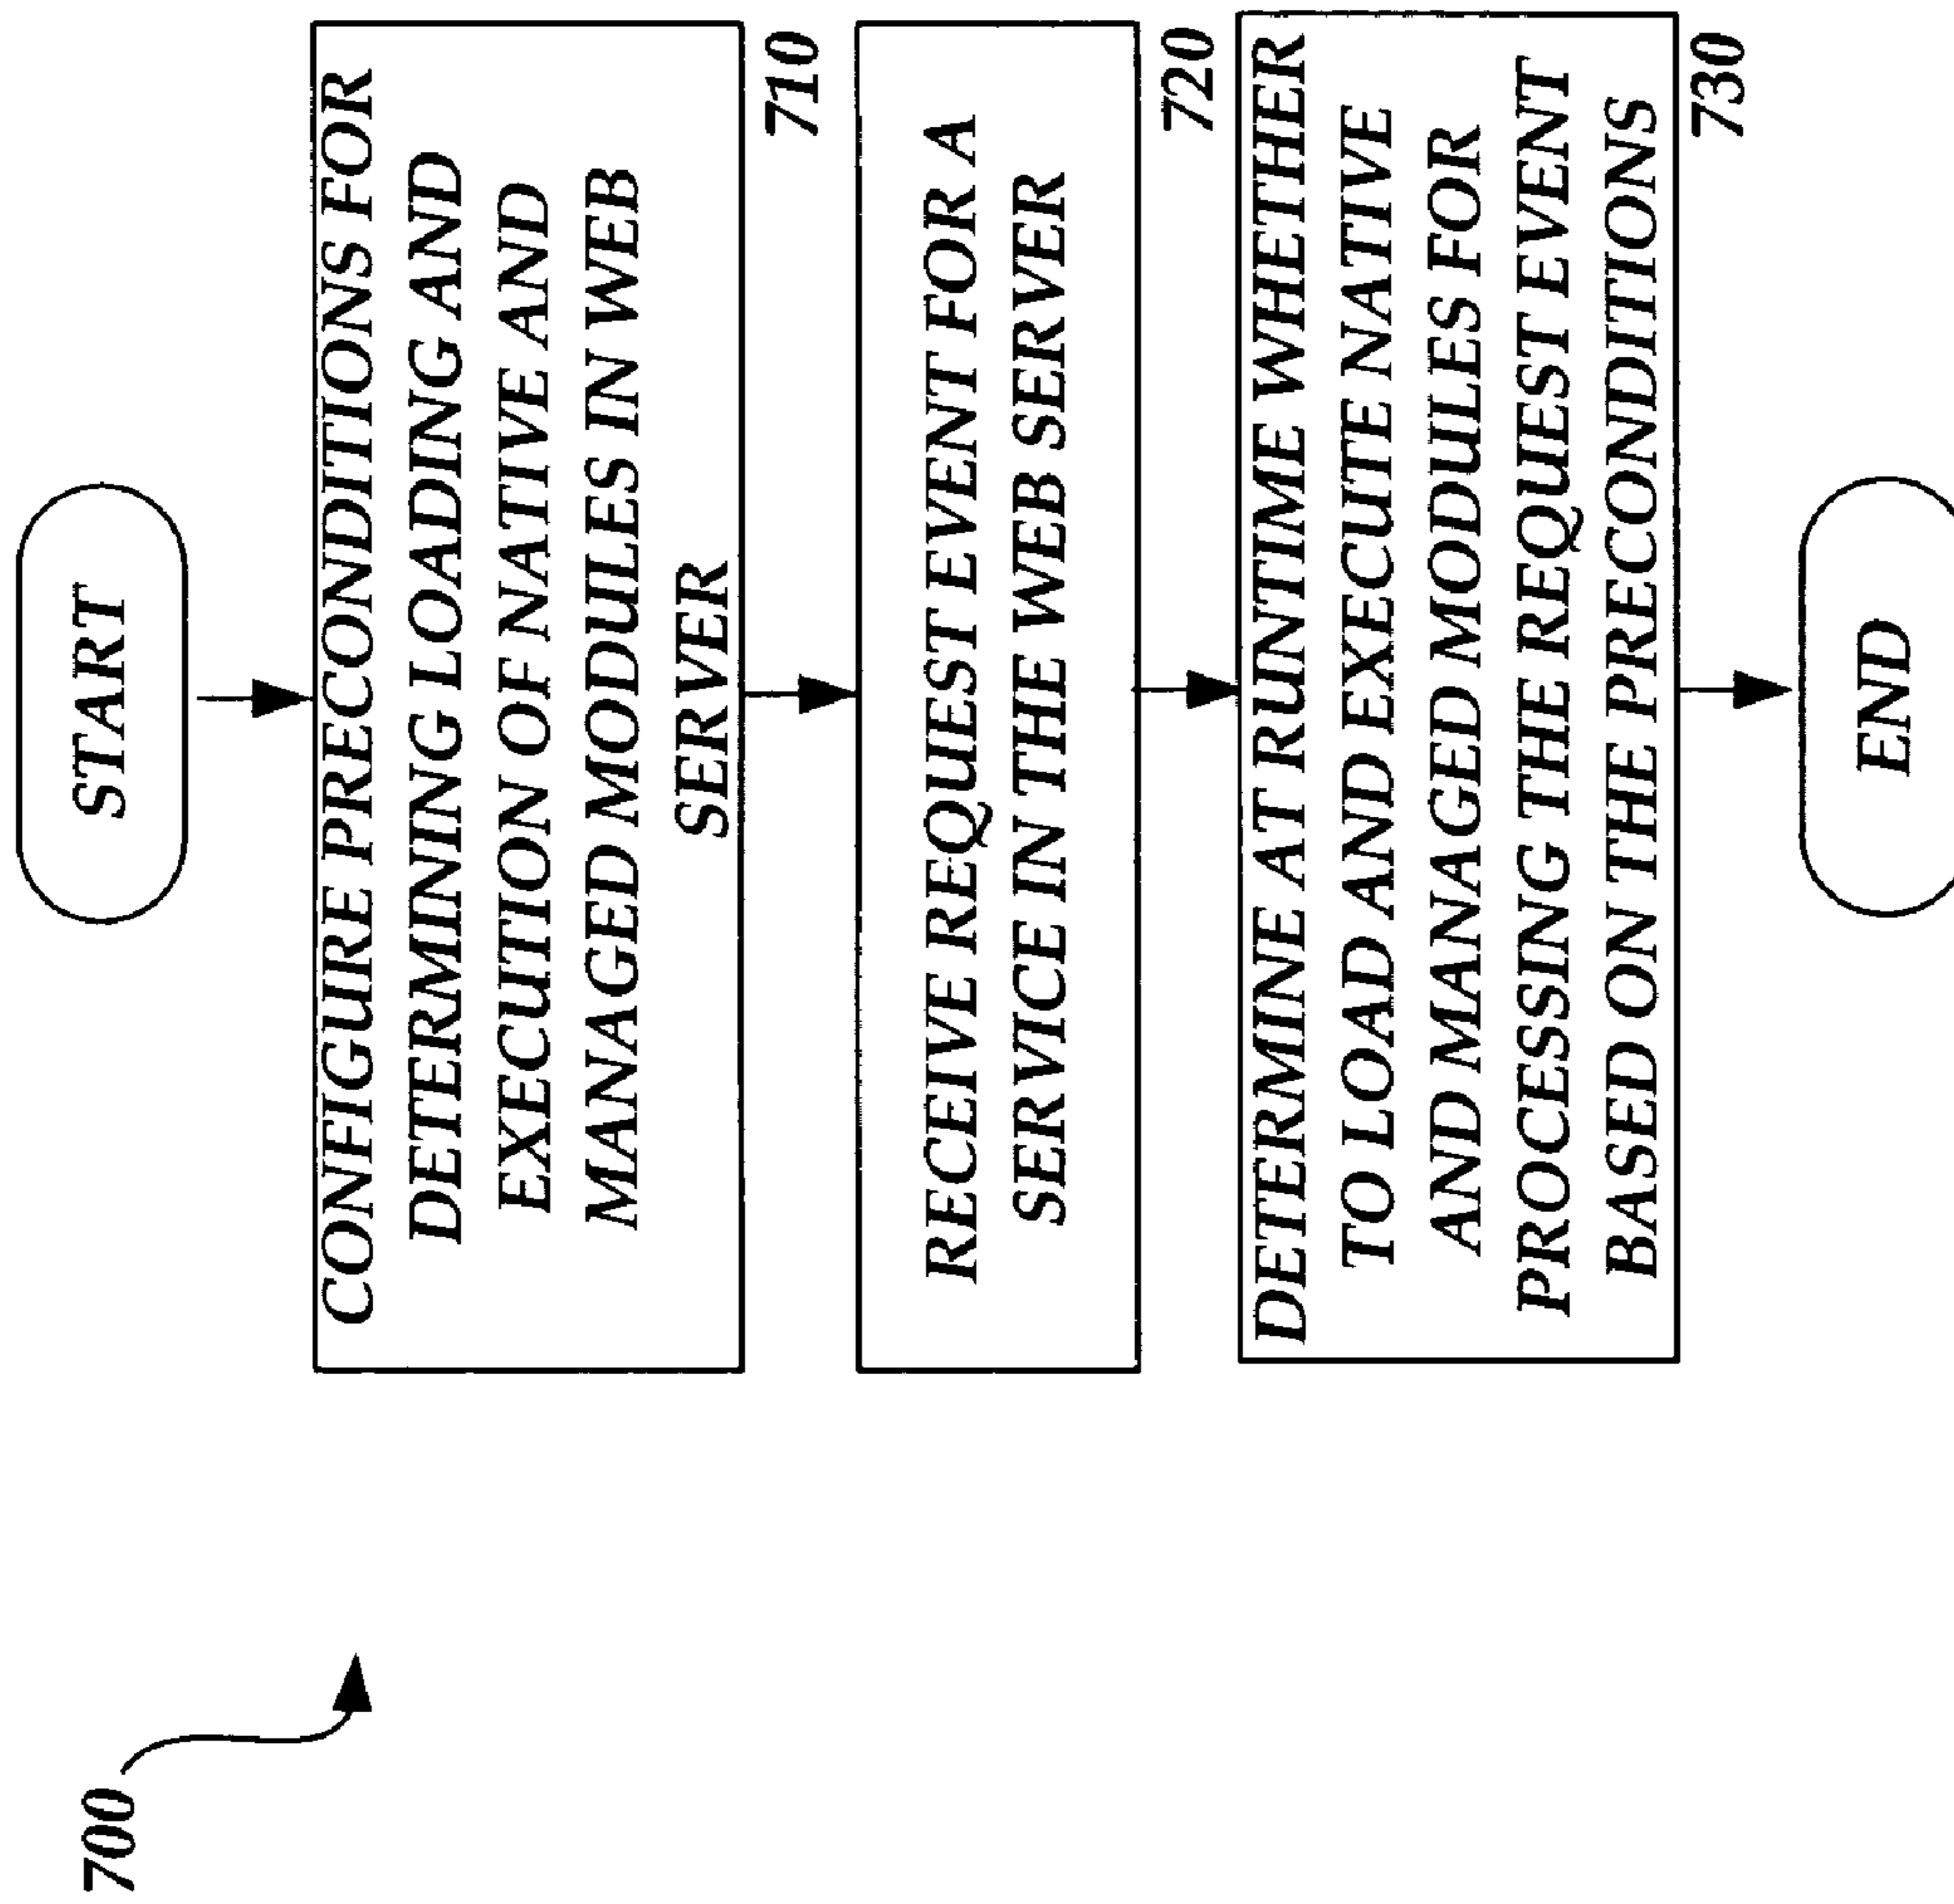 700
START
CONFIGURE PRECONDITIONS FOR
DETERMINING LOADING AND
EXECUTION OF NATIVE AND
MANAGED MODULES IN WEB
SERVER
710
RECEIVE REQUEST EVENT FOR A
SERVICE IN THE WEB SERVER
720
DETERMINE AT RUNTIME WHETHER
TO LOAD AND EXECUTE NATIVE
AND MANAGED MODULES FOR
PROCESSING THE REQUEST EVENT
BASED ON THE PRECONDITIONS
730
END